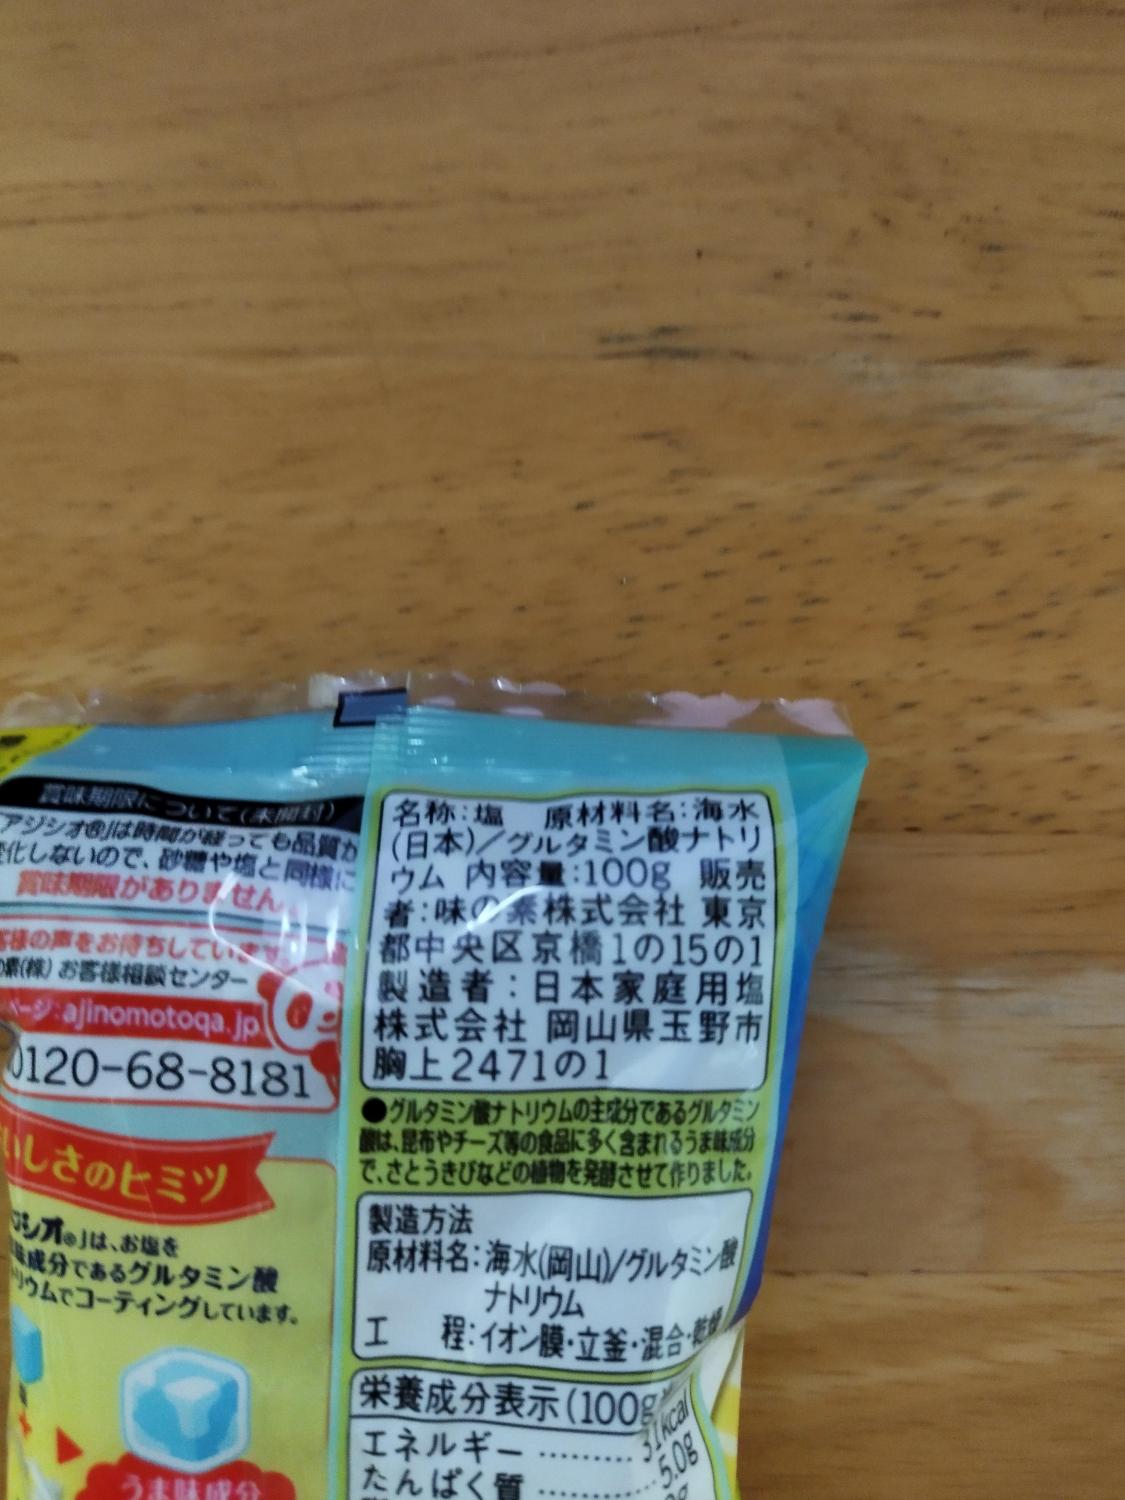 賞味期限について(未開封)
アジシオ®」は時間が経っても品質が
変化しないので、砂糖や塩と同様に
賞味期限がありません。
客様の声をお待ちしています
の素(株) お客様相談センター
ページ:ajinomotoqa.jp
0120-68-8181
いしさのヒミツ
ジシオ®」は、お塩を
味成分であるグルタミン酸
トリウムでコーティングしています。
うま味成分
名称:塩 原材料名:海水
(日本)/グルタミン酸ナトリ
ウム 内容量:100g 販売
者:味の素株式会社 東京
都中央区京橋1の15の1
製造者:日本家庭用塩
株式会社 岡山県玉野市
胸上2471の1
●グルタミン酸ナトリウムの主成分であるグルタミン
酸は、昆布やチーズ等の食品に多く含まれるうま味成分
で、さとうきびなどの植物を発酵させて作りました。
製造方法
原材料名:海水(岡山)/グルタミン酸
ナトリウム
工 程:イオン膜・立釜・混合・乾燥
栄養成分表示(100g
エネルギー ……… 31kcal
たんぱく質 ……… 5.0g